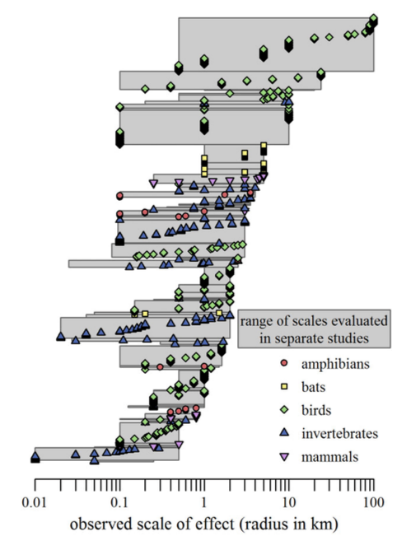 range of scales evaluated
in separate studies
amphibians
bats
birds
invertebrates
mammals
0.01 0.1 1 10 100
observed scale of effect (radius in km)